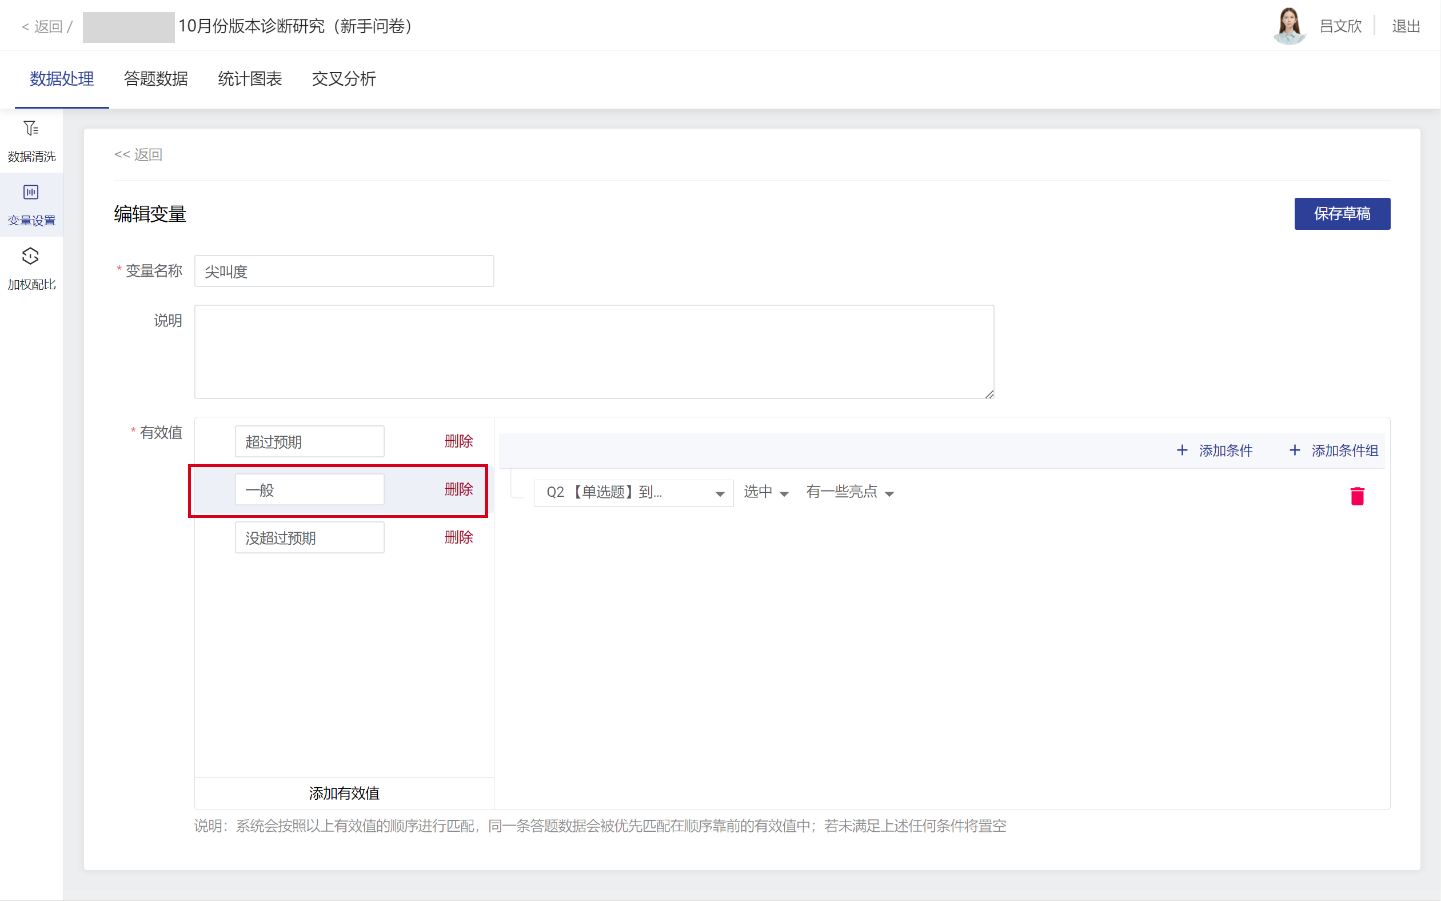 < 返回 / 10月份版本诊断研究（新手问卷）
吕文欣 退出
数据处理 答题数据 统计图表 交叉分析
数据清洗
变量设置
加权配比
<< 返回
编辑变量
保存草稿
* 变量名称 尖叫度
说明
* 有效值
超过预期 删除
一般 删除
没超过预期 删除
添加有效值
+ 添加条件 + 添加条件组
Q2 【单选题】到... 选中 有一些亮点
说明：系统会按照以上有效值的顺序进行匹配，同一条答题数据会被优先匹配在顺序靠前的有效值中；若未满足上述任何条件将置空